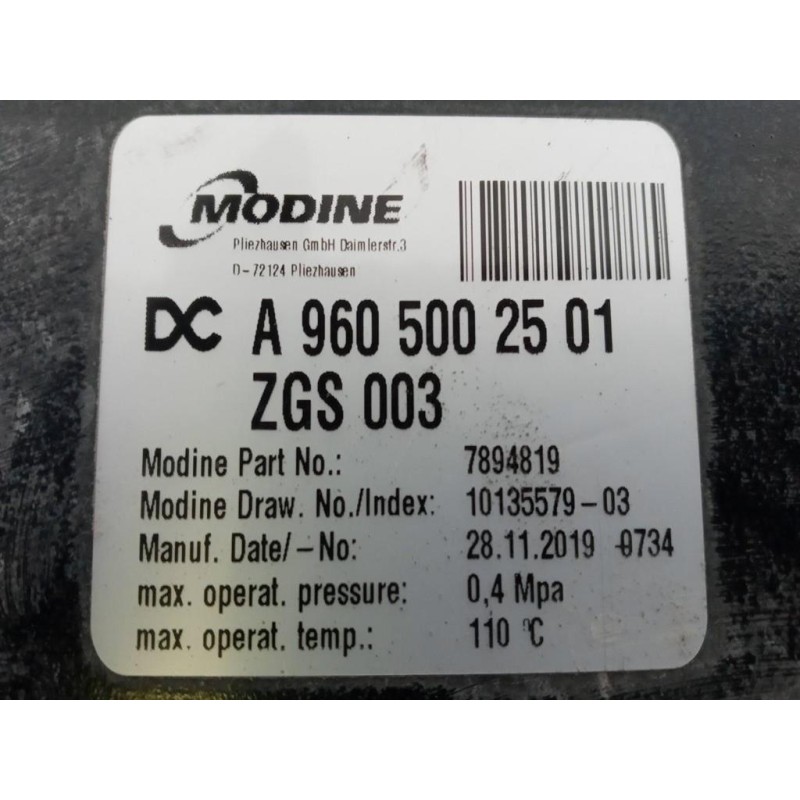 MODINE
Pliezhausen GmbH Daimlerstr.3
D-72124 Pliezhausen
DC A 960 500 25 01
ZGS 003
Modine Part No.: 7894819
Modine Draw. No./Index: 10135579-03
Manuf. Date/-No: 28.11.2019 -0734
max. operat. pressure: 0,4 Mpa
max. operat. temp.: 110 °C